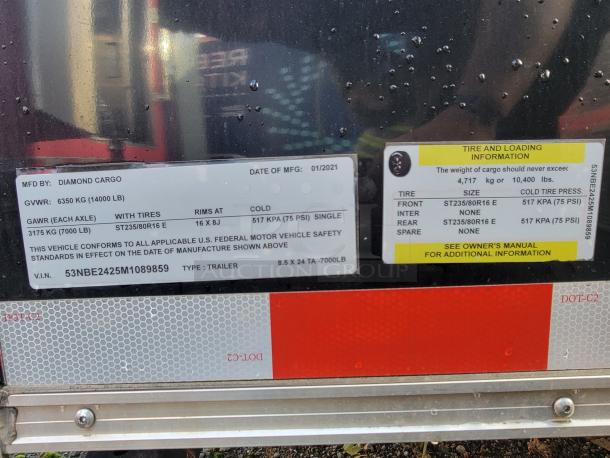 MFD BY: DIAMOND CARGO DATE OF MFG: 01/2021
GVWR: 6350 KG (14000 LB)
GAWR (EACH AXLE) WITH TIRES RIMS AT COLD
3175 KG (7000 LB) ST235/80R16 E 16 X 8J 517 KPA (75 PSI) SINGLE
THIS VEHICLE CONFORMS TO ALL APPLICABLE U.S. FEDERAL MOTOR VEHICLE SAFETY
STANDARDS IN EFFECT ON THE DATE OF MANUFACTURE SHOWN ABOVE
V.I.N. 53NBE2425M1089859 TYPE : TRAILER 8.5 X 24 TA -7000LB
TIRE AND LOADING
INFORMATION
The weight of cargo should never exceed
4,717 kg or 10,400 lbs.
TIRE SIZE COLD TIRE PRESS.
FRONT ST235/80R16 E 517 KPA (75 PSI)
INTER NONE
REAR ST235/80R16 E 517 KPA (75 PSI)
SPARE NONE
SEE OWNER'S MANUAL
FOR ADDITIONAL INFORMATION
53NBE2425M1089859
AUCTION GROUP
DOT-C2
DOT-C2
DOT-C2